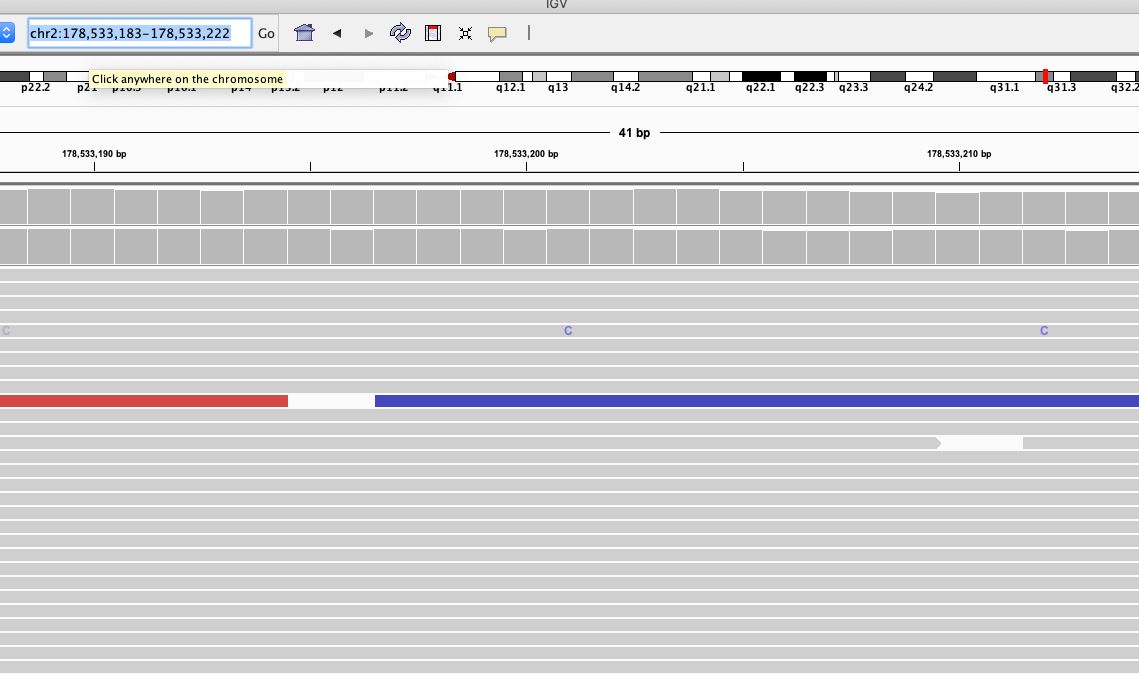 IGV
chr2:178,533,183-178,533,222 Go
Click anywhere on the chromosome
p22.2 p21 p16.3 p16.1 p14 p13.2 p12 p11.2 q11.1 q12.1 q13 q14.2 q21.1 q22.1 q22.3 q23.3 q24.2 q31.1 q31.3 q32.2
41 bp
178,533,190 bp 178,533,200 bp 178,533,210 bp
C C C